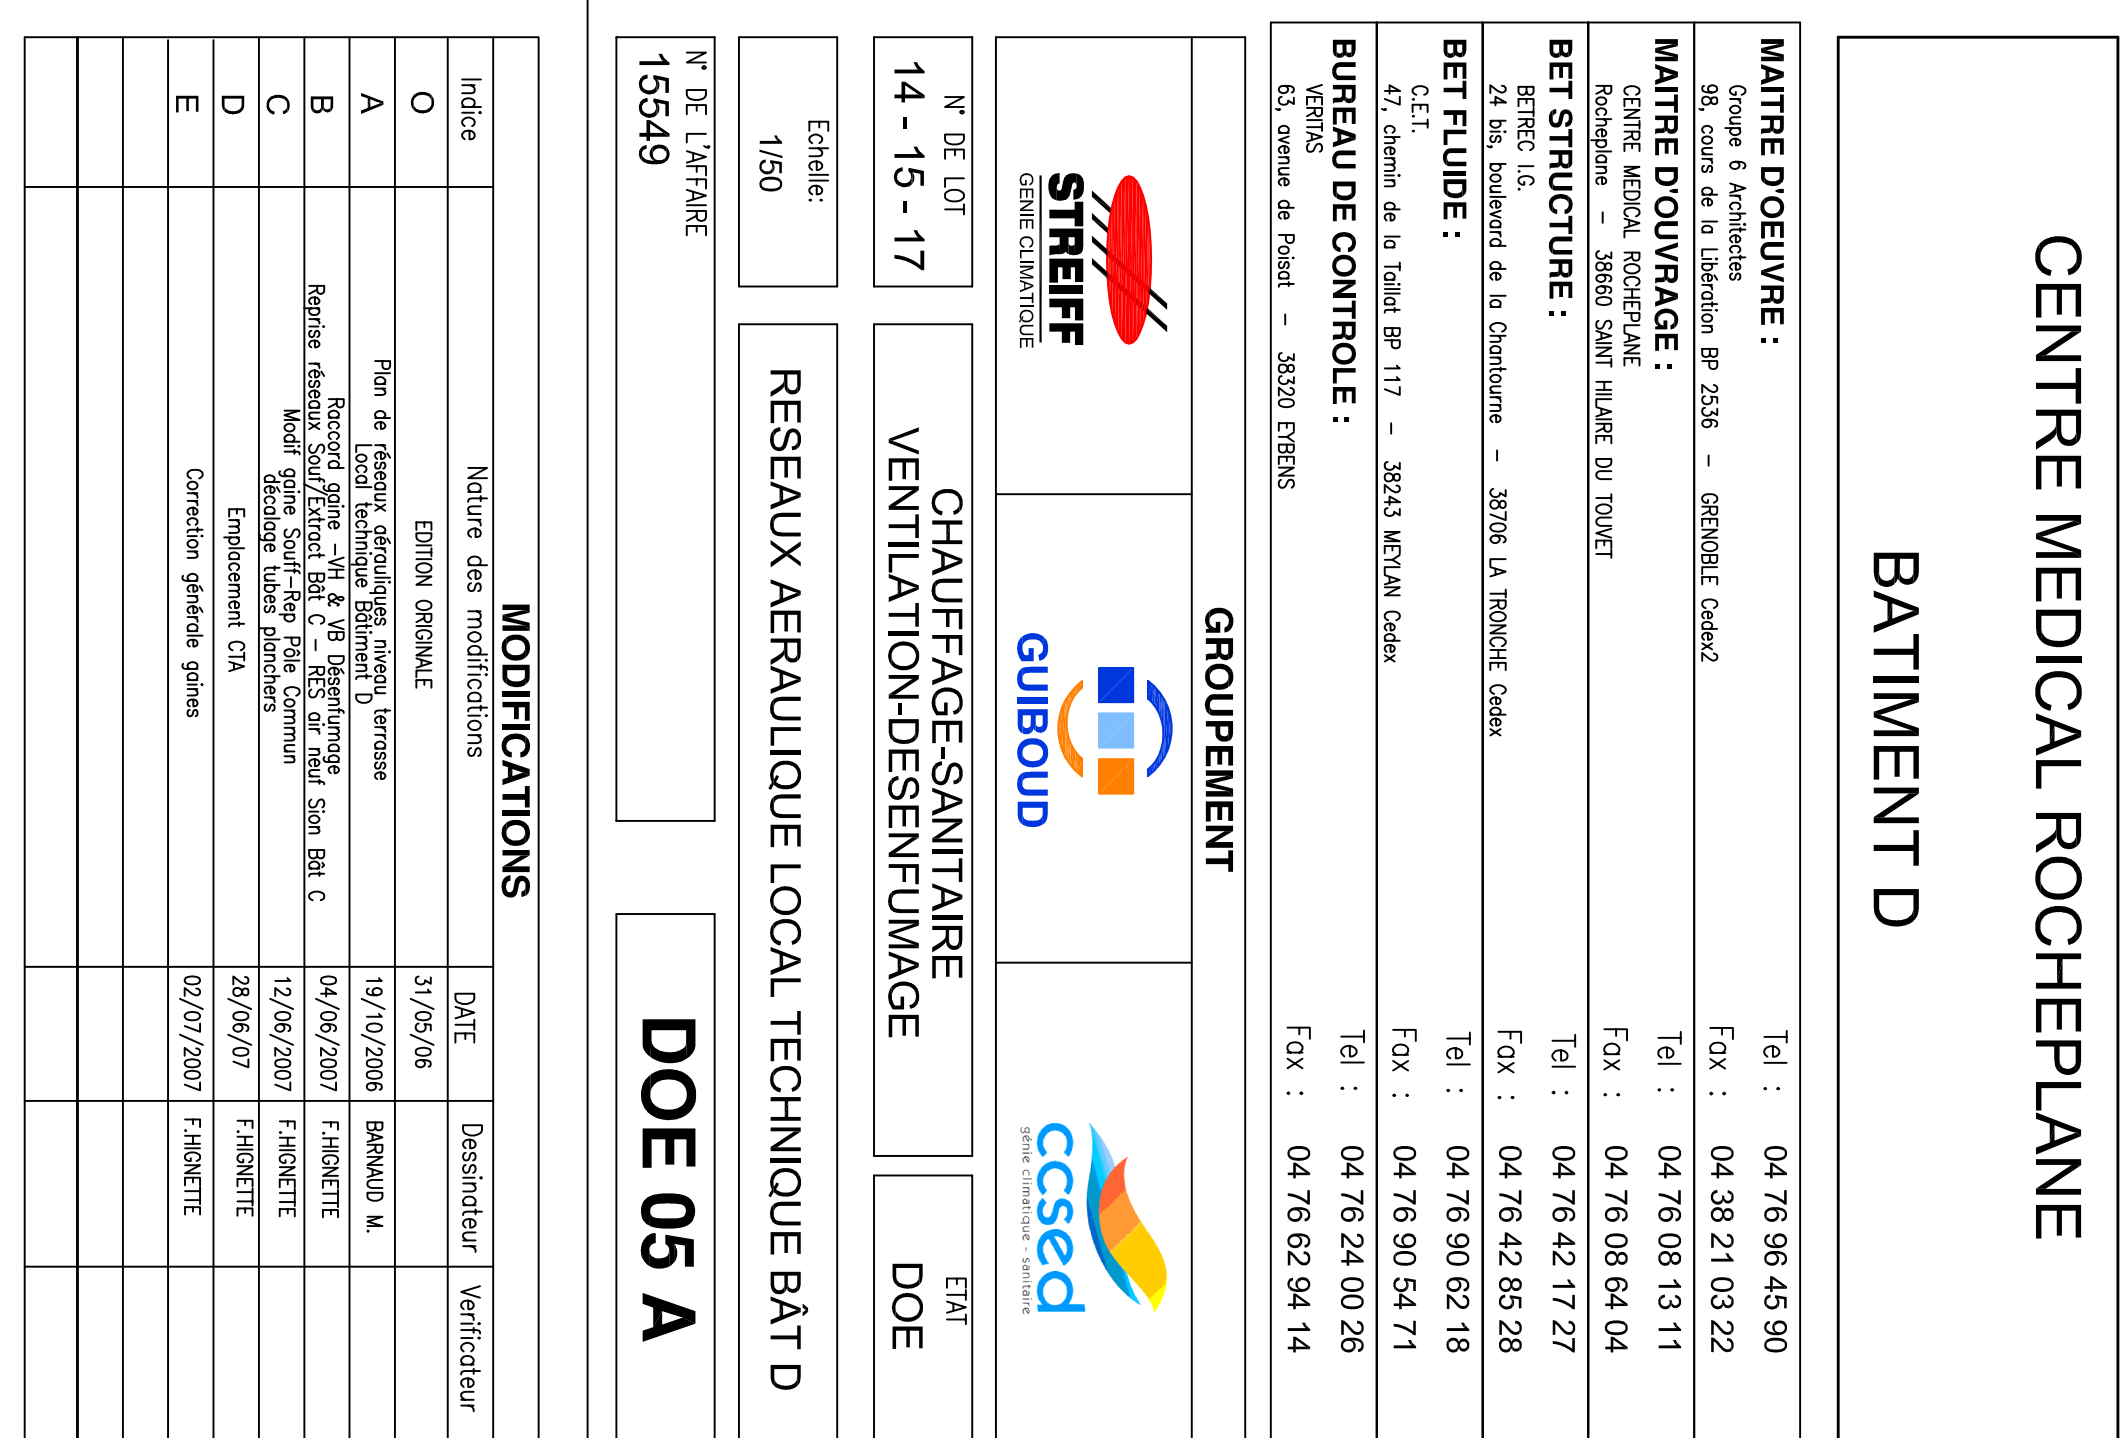 CENTRE MEDICAL ROCHEPLANE
BATIMENT D
MAITRE D'OEUVRE :
Groupe 6 Architectes
98, cours de la Libération BP 2536 - GRENOBLE Cedex2
Tel : 04 76 96 45 90
Fax : 04 38 21 03 22
MAITRE D'OUVRAGE :
CENTRE MEDICAL ROCHEPLANE
Rocheplane - 38660 SAINT HILAIRE DU TOUVET
Tel : 04 76 08 13 11
Fax : 04 76 08 64 04
BET STRUCTURE :
BETREC I.G.
24 bis, boulevard de la Chantourne - 38706 LA TRONCHE Cedex
Tel : 04 76 42 17 27
Fax : 04 76 42 85 28
BET FLUIDE :
C.E.T.
47, chemin de la Taillat BP 117 - 38243 MEYLAN Cedex
Tel : 04 76 90 62 18
Fax : 04 76 90 54 71
BUREAU DE CONTROLE :
VERITAS
63, avenue de Poisat - 38320 EYBENS
Tel : 04 76 24 00 26
Fax : 04 76 62 94 14
GROUPEMENT
STREIFF
GENIE CLIMATIQUE
GUIBOUD
ccsed
génie climatique - sanitaire
N° DE LOT
14 - 15 - 17
CHAUFFAGE-SANITAIRE
VENTILATION-DESENFUMAGE
ETAT
DOE
Echelle:
1/50
RESEAUX AERAULIQUE LOCAL TECHNIQUE BÂT D
N° DE L'AFFAIRE
15549
DOE 05 A
MODIFICATIONS
Indice Nature des modifications DATE Dessinateur Verificateur
O EDITION ORIGINALE 31/05/06
A Plan de réseaux aérauliques niveau terrasse
Local technique Bâtiment D 19/10/2006 BARNAUD M.
B Raccord gaine -VH & VB Désenfumage
Reprise réseaux Souf/Extract Bât C - RES air neuf Sion Bât C 04/06/2007 F.HIGNETTE
C Modif gaine Souff-Rep Pôle Commun
décalage tubes planchers 12/06/2007 F.HIGNETTE
D Emplacement CTA 28/06/07 F.HIGNETTE
E Correction générale gaines 02/07/2007 F.HIGNETTE